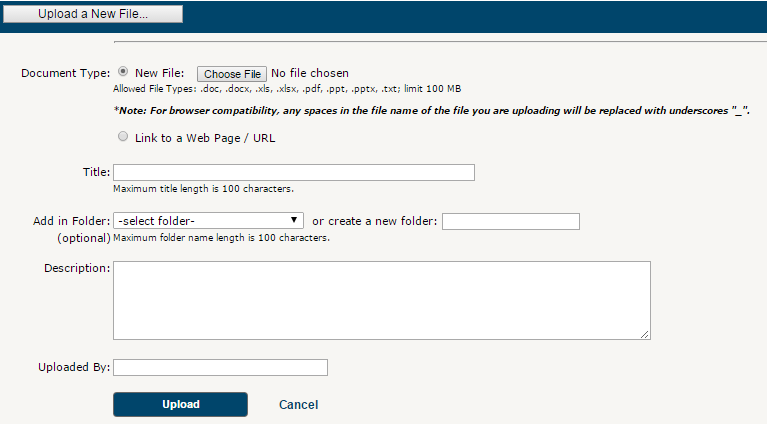 Upload a New File...
Document Type: New File: Choose File No file chosen
Allowed File Types: .doc, .docx, .xls, .xlsx, .pdf, .ppt, .pptx, .txt; limit 100 MB
*Note: For browser compatibility, any spaces in the file name of the file you are uploading will be replaced with underscores "_".
Link to a Web Page / URL
Title:
Maximum title length is 100 characters.
Add in Folder: -select folder- or create a new folder:
(optional) Maximum folder name length is 100 characters.
Description:
Uploaded By:
Upload Cancel